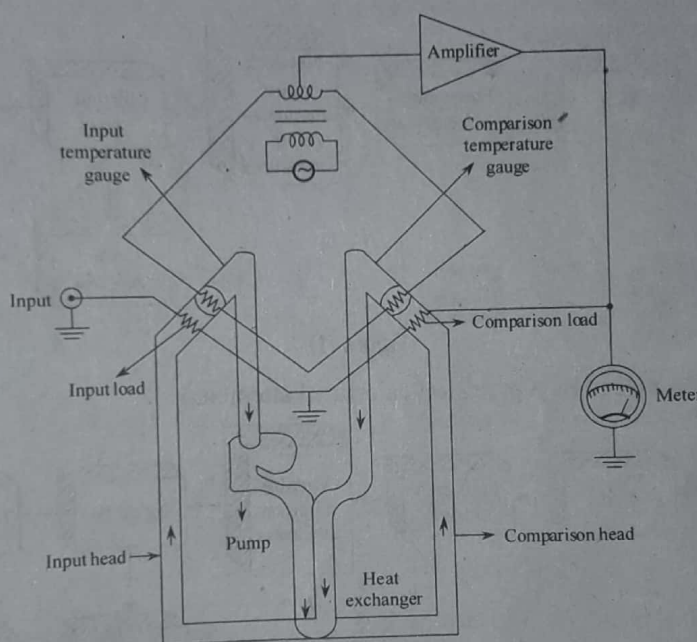 Amplifier
Input
temperature
gauge
Comparison
temperature
gauge
Input
Comparison load
Input load
Meter
Pump
Input head
Comparison head
Heat
exchanger